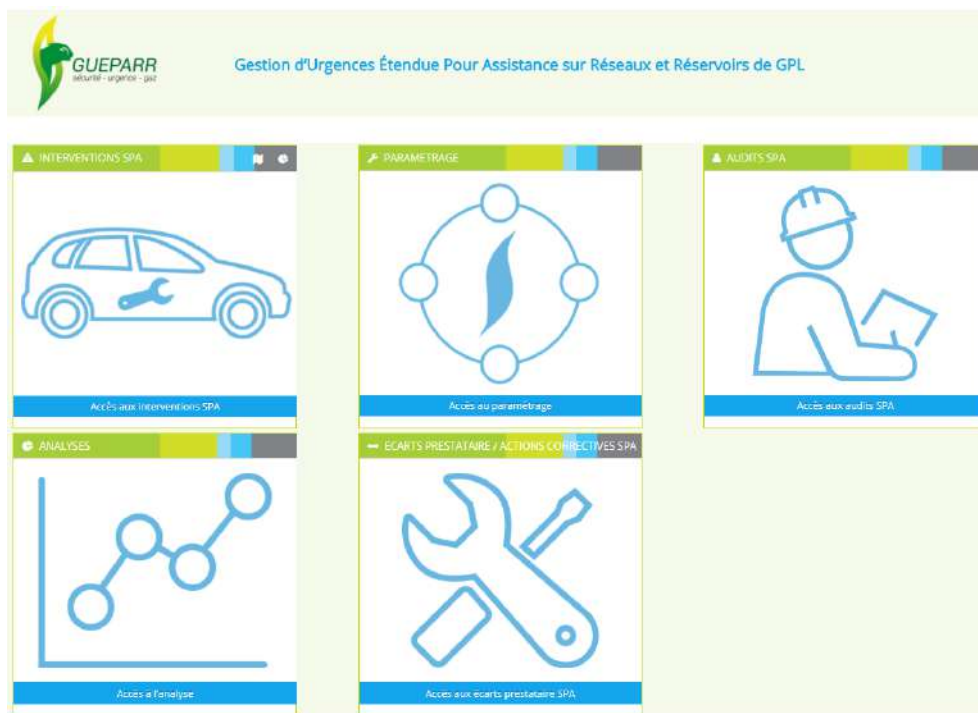 GUEPARR
sécurité - urgence - gaz
Gestion d'Urgences Étendue Pour Assistance sur Réseaux et Réservoirs de GPL
INTERVENTIONS SPA
PARAMETRAGE
AUDITS SPA
Accès aux interventions SPA
Accès au paramétrage
Accès aux audits SPA
ANALYSES
ECARTS PRESTATAIRE / ACTIONS CORRECTIVES SPA
Accès à l'analyse
Accès aux écarts prestataire SPA